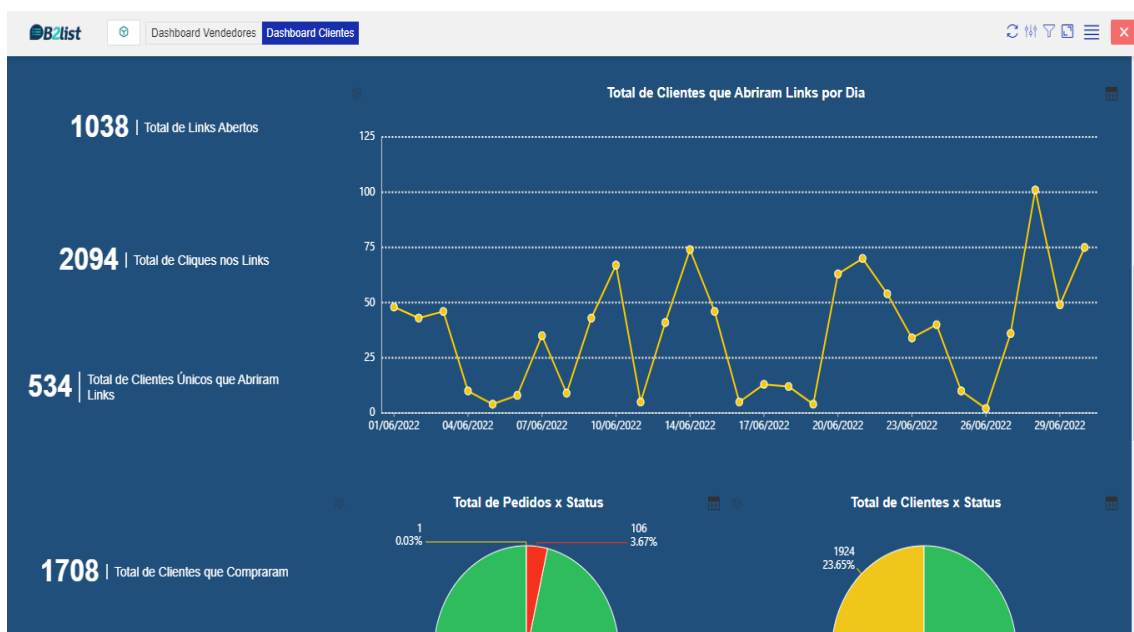 B2list
Dashboard Vendedores
Dashboard Clientes
X
1038 | Total de Links Abertos
2094 | Total de Cliques nos Links
534 | Total de Clientes Únicos que Abriram
Links
1708 | Total de Clientes que Compraram
Total de Clientes que Abriram Links por Dia
125
100
75
50
25
0
01/06/2022
04/06/2022
07/06/2022
10/06/2022
14/06/2022
17/06/2022
20/06/2022
23/06/2022
26/06/2022
29/06/2022
Total de Pedidos x Status
1
0.03%
106
3.67%
Total de Clientes x Status
1924
23.65%